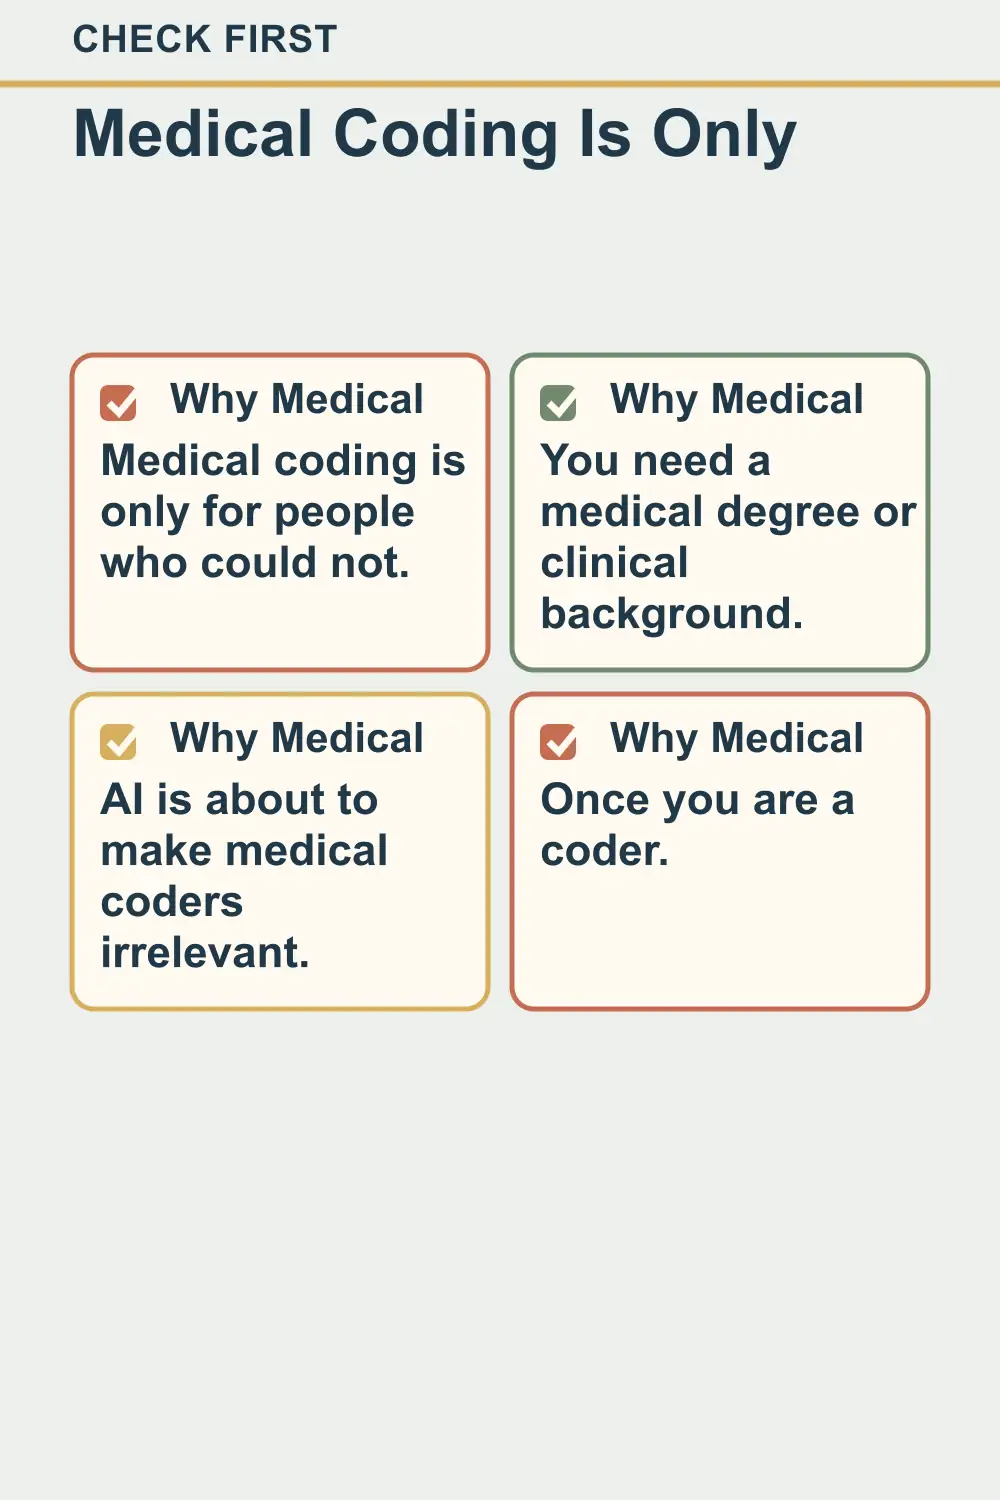 CHECK FIRST
Medical Coding Is Only
Why Medical
Medical coding is
only for people
who could not.
Why Medical
You need a
medical degree or
clinical
background.
Why Medical
AI is about to
make medical
coders
irrelevant.
Why Medical
Once you are a
coder.